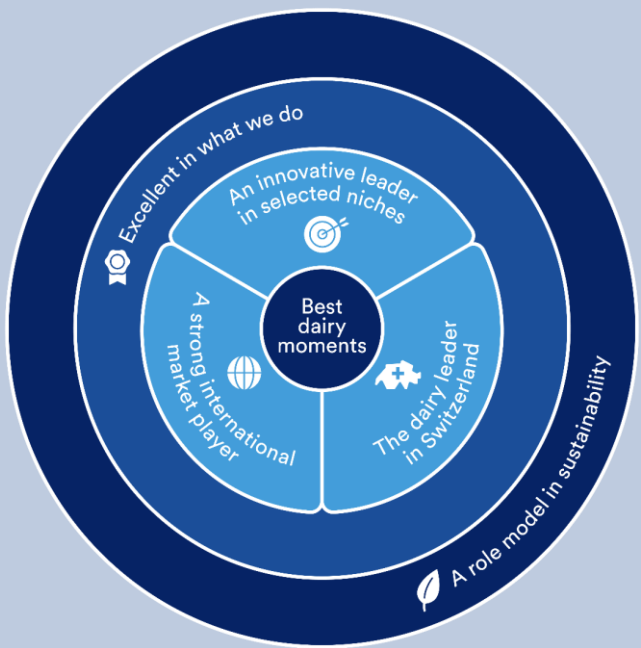 Excellent in what we do
An innovative leader
in selected niches
Best
dairy
moments
A strong international
market player
The dairy leader
in Switzerland
A role model in sustainability